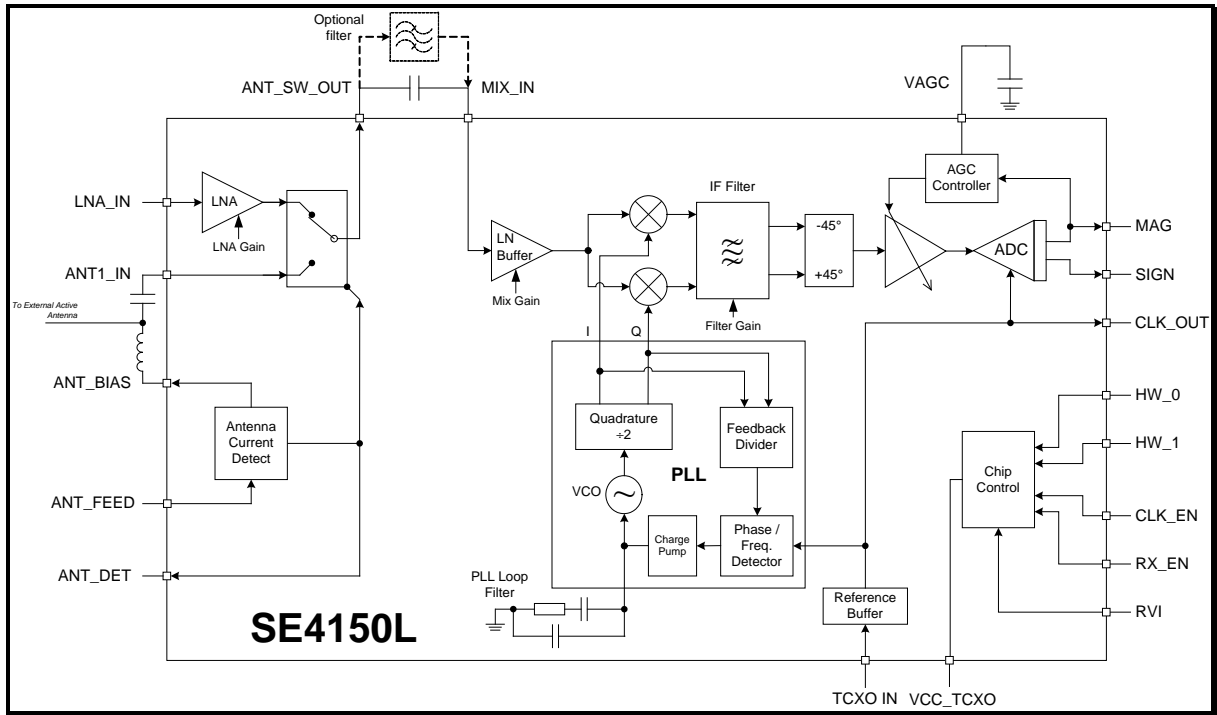 Optional
filter
ANT_SW_OUT
MIX_IN
VAGC
LNA_IN
LNA
LNA Gain
ANT1_IN
To External Active
Antenna
ANT_BIAS
Antenna
Current
Detect
ANT_FEED
ANT_DET
LN
Buffer
Mix Gain
IF Filter
Filter Gain
-45°
+45°
AGC
Controller
ADC
MAG
SIGN
CLK_OUT
I
Q
Quadrature
÷2
Feedback
Divider
PLL
VCO
Charge
Pump
Phase /
Freq.
Detector
PLL Loop
Filter
Reference
Buffer
Chip
Control
HW_0
HW_1
CLK_EN
RX_EN
RVI
SE4150L
TCXO IN
VCC_TCXO